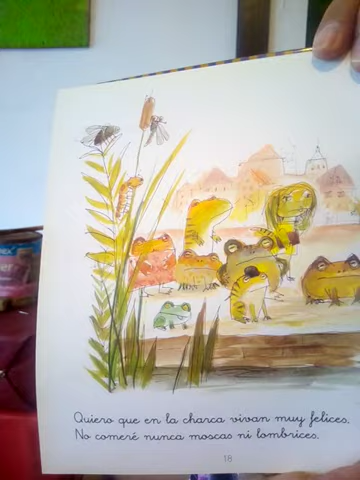 Quiero que en la charca vivan muy felices.
No comeré nunca moscas ni lombrices.
18